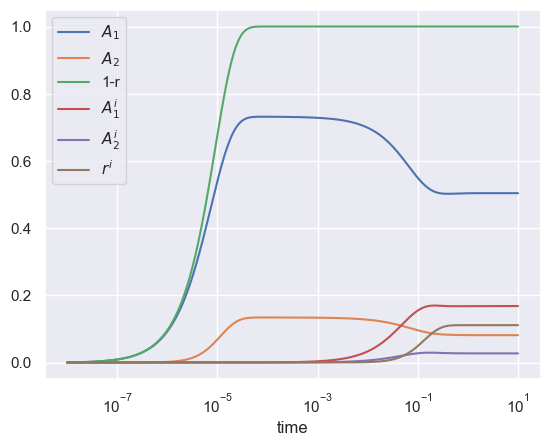 1.0
0.8
0.6
0.4
0.2
0.0
A₁
A₂
1-r
A₁ⁱ
A₂ⁱ
rⁱ
10⁻⁷ 10⁻⁵ 10⁻³ 10⁻¹ 10¹
time